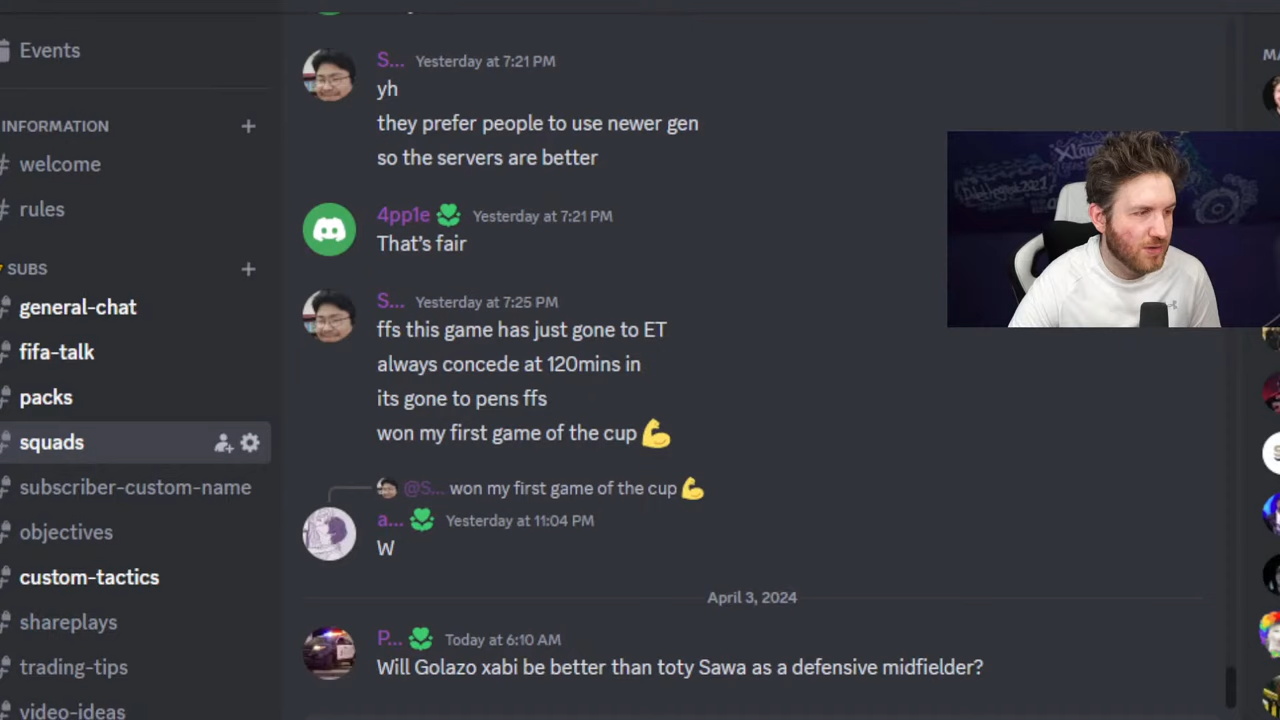 Events
INFORMATION +
# welcome
# rules
SUBS +
general-chat
fifa-talk
packs
squads
subscriber-custom-name
objectives
custom-tactics
shareplays
trading-tips
video-ideas
S... Yesterday at 7:21 PM
yh
they prefer people to use newer gen
so the servers are better
4pp1e Yesterday at 7:21 PM
That's fair
S... Yesterday at 7:25 PM
ffs this game has just gone to ET
always concede at 120mins in
its gone to pens ffs
won my first game of the cup 💪
@S... won my first game of the cup 💪
a... Yesterday at 11:04 PM
W
April 3, 2024
P... Today at 6:10 AM
Will Golazo xabi be better than toty Sawa as a defensive midfielder?